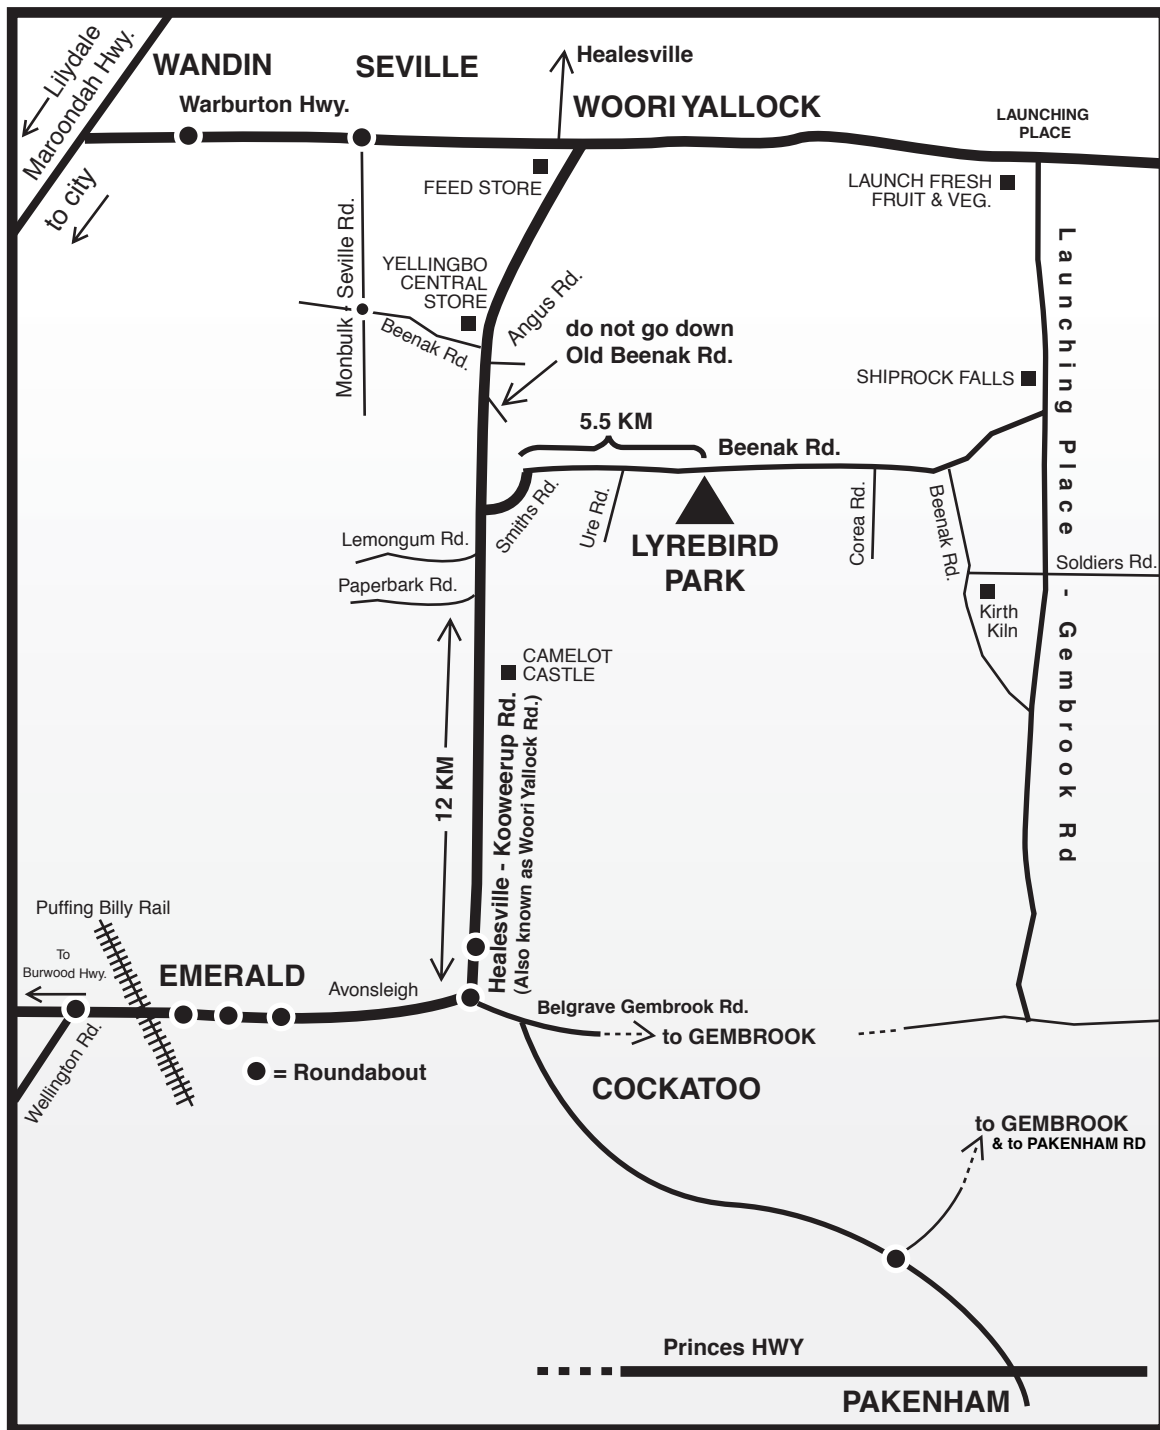 Lilydale
Maroondah Hwy.
to city
WANDIN
SEVILLE
Healesville
Warburton Hwy.
WOORI YALLOCK
LAUNCHING
PLACE
FEED STORE
LAUNCH FRESH
FRUIT & VEG.
Monbulk - Seville Rd.
YELLINGBO
CENTRAL
STORE
Beenak Rd.
Angus Rd.
do not go down
Old Beenak Rd.
SHIPROCK FALLS
Launching Place - Gembrook Rd
5.5 KM
Beenak Rd.
Smiths Rd.
Ure Rd.
LYREBIRD
PARK
Corea Rd.
Beenak Rd.
Soldiers Rd.
Lemongum Rd.
Paperbark Rd.
Kirth
Kiln
CAMELOT
CASTLE
12 KM
Healesville - Kooweerup Rd.
(Also known as Woori Yallock Rd.)
Puffing Billy Rail
To
Burwood Hwy.
EMERALD
Avonsleigh
Belgrave Gembrook Rd.
to GEMBROOK
Wellington Rd.
= Roundabout
COCKATOO
to GEMBROOK
& to PAKENHAM RD
Princes HWY
PAKENHAM